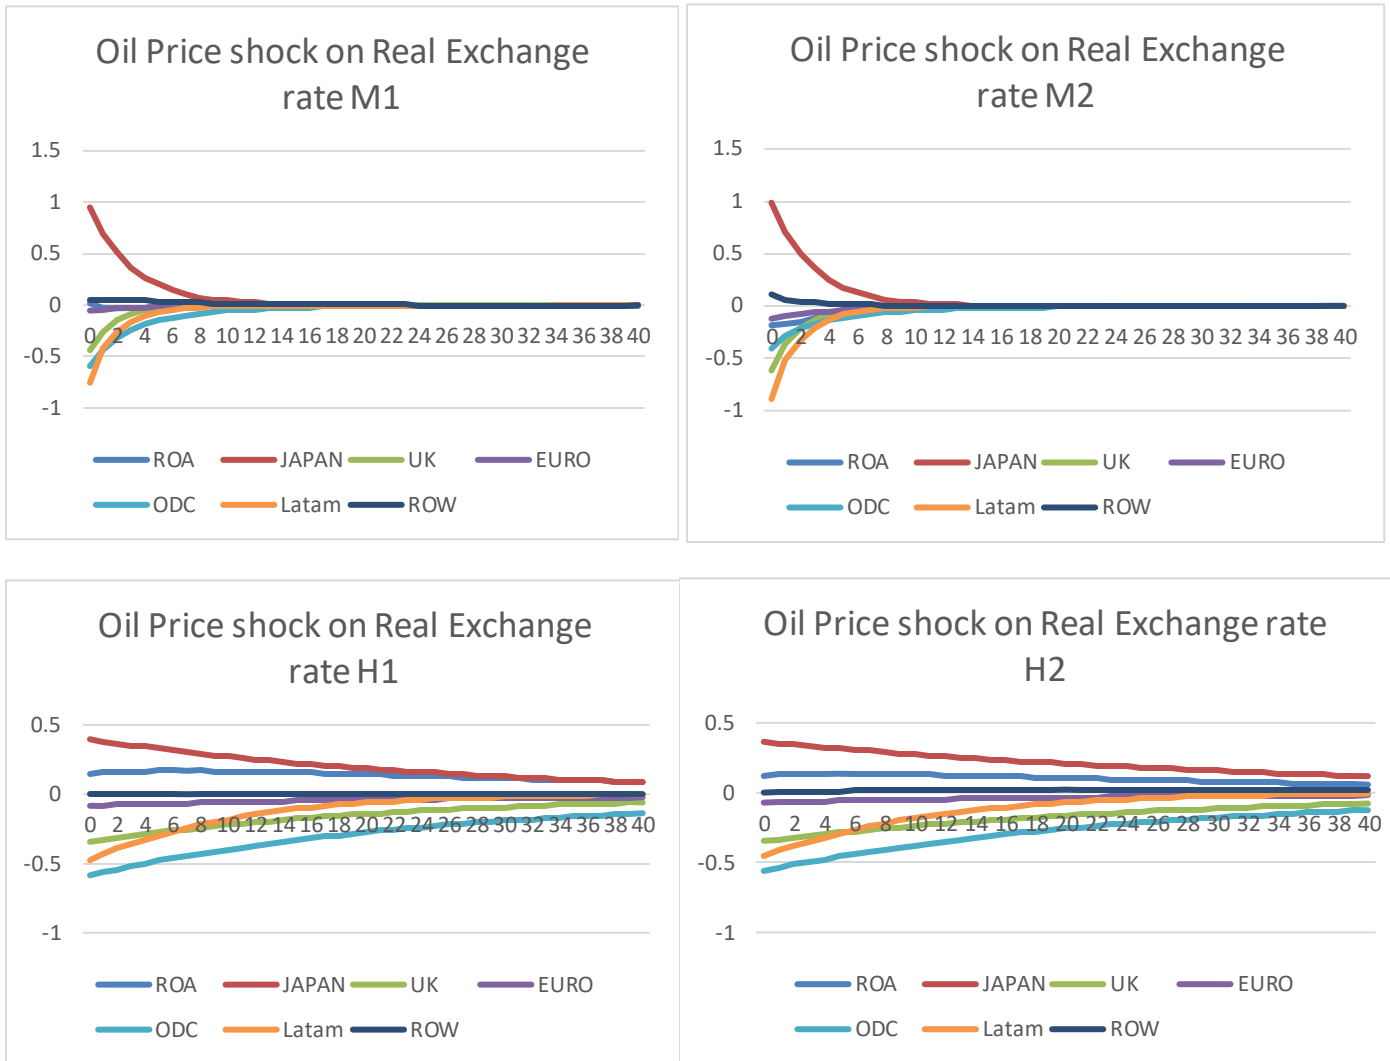 Oil Price shock on Real Exchange
rate M1
1.5
1
0.5
0
-0.5
-1
0 2 4 6 8 10 12 14 16 18 20 22 24 26 28 30 32 34 36 38 40
ROA JAPAN UK EURO
ODC Latam ROW
Oil Price shock on Real Exchange
rate M2
1.5
1
0.5
0
-0.5
-1
0 2 4 6 8 10 12 14 16 18 20 22 24 26 28 30 32 34 36 38 40
ROA JAPAN UK EURO
ODC Latam ROW
Oil Price shock on Real Exchange
rate H1
0.5
0
-0.5
-1
0 2 4 6 8 10 12 14 16 18 20 22 24 26 28 30 32 34 36 38 40
ROA JAPAN UK EURO
ODC Latam ROW
Oil Price shock on Real Exchange rate
H2
0.5
0
-0.5
-1
0 2 4 6 8 10 12 14 16 18 20 22 24 26 28 30 32 34 36 38 40
ROA JAPAN UK EURO
ODC Latam ROW